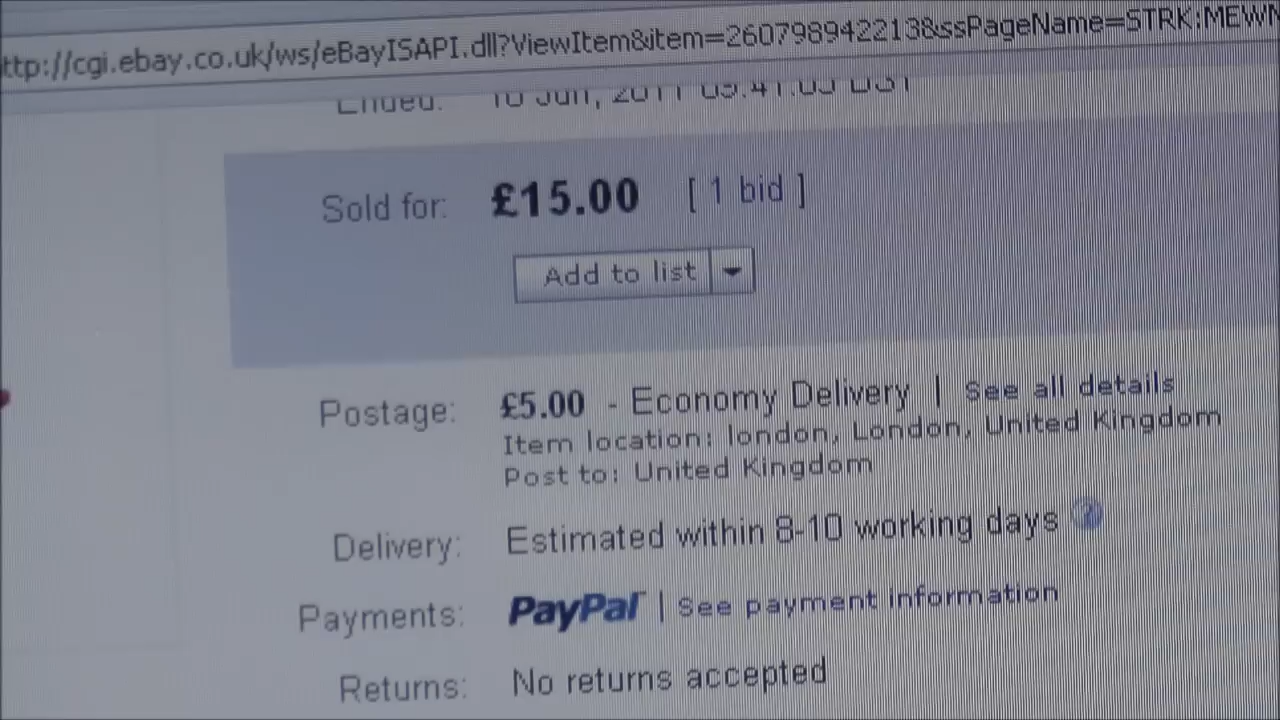 ttp://cgi.ebay.co.uk/ws/eBayISAPI.dll?ViewItem&item=260798942213&ssPageName=STRK:MEWN
Ended:
Sold for: £15.00 [ 1 bid ]
Add to list
Postage: £5.00 - Economy Delivery | See all details
Item location: london, London, United Kingdom
Post to: United Kingdom
Delivery: Estimated within 8-10 working days ?
Payments: PayPal | See payment information
Returns: No returns accepted